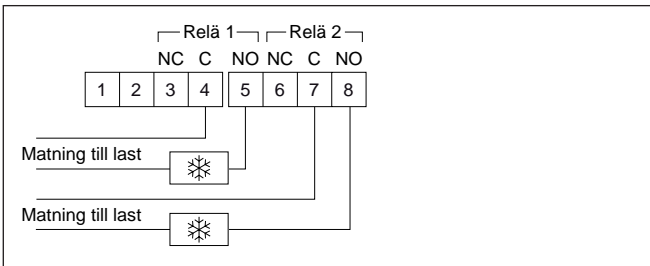 Relä 1 Relä 2
NC C NO NC C NO
1 2 3 4 5 6 7 8
Matning till last
Matning till last